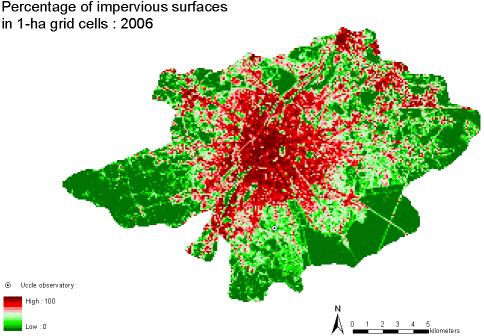 Percentage of impervious surfaces
in 1-ha grid cells : 2006
Uccle observatory
High : 100
Low : 0
N
0 1 2 3 4 5
kilometers